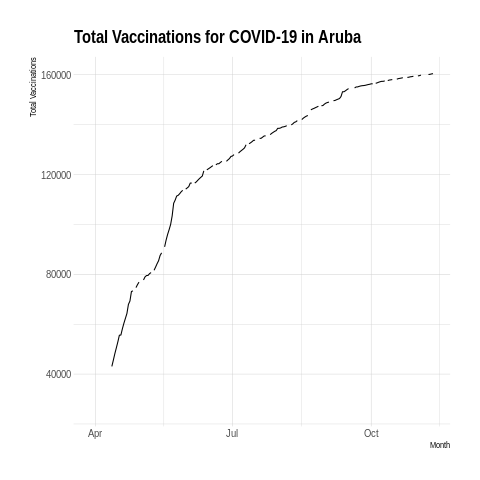 Total Vaccinations for COVID-19 in Aruba
Total Vaccinations
160000
120000
80000
40000
Apr Jul Oct
Month